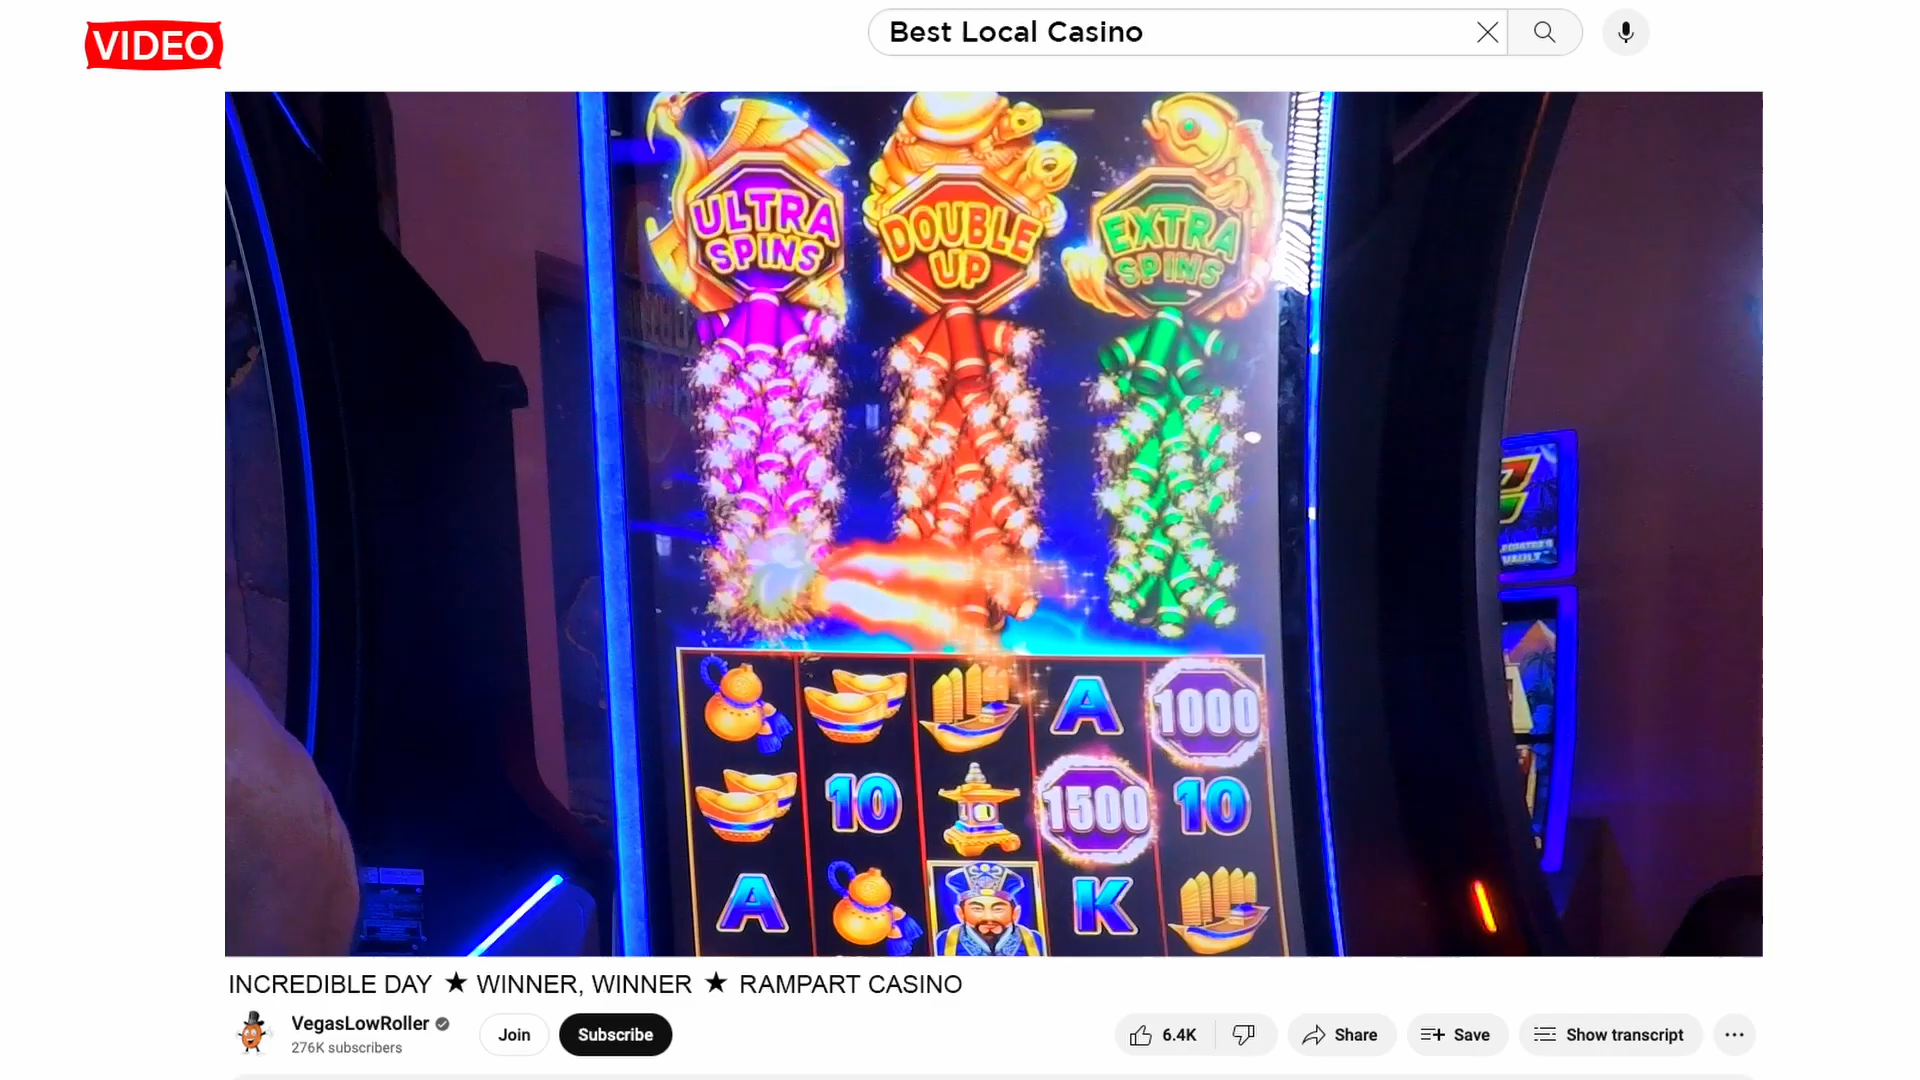 VIDEO
Best Local Casino
ULTRA
SPINS
DOUBLE
UP
EXTRA
SPINS
VAULT
A
1000
10
1500
10
A
K
INCREDIBLE DAY ★ WINNER, WINNER ★ RAMPART CASINO
VegasLowRoller
276K subscribers
Join
Subscribe
6.4K
Share
Save
Show transcript